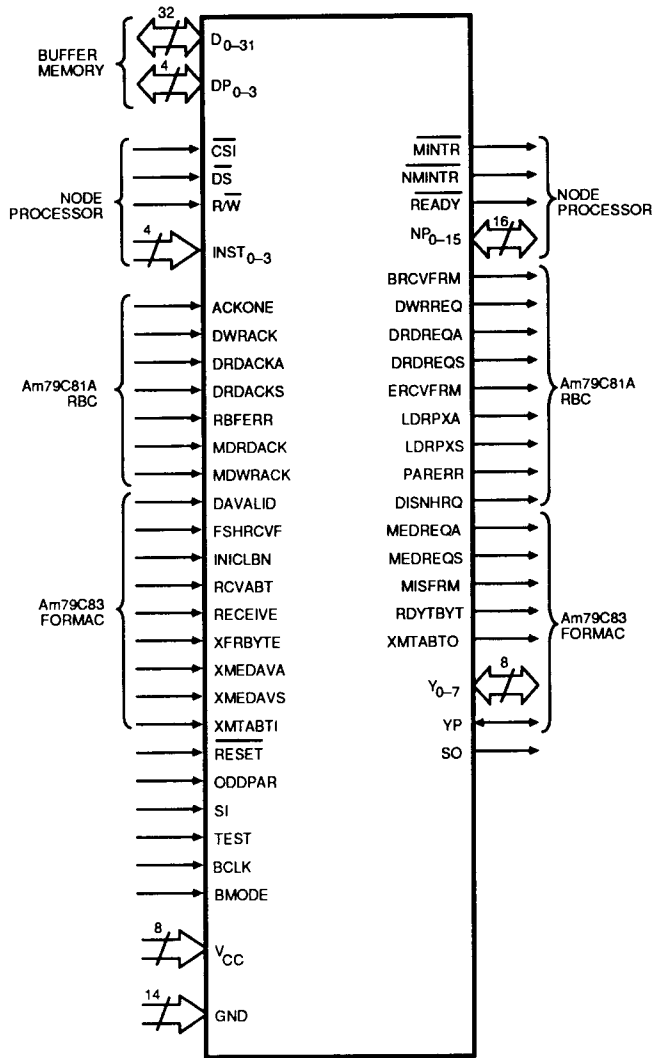 BUFFER
MEMORY
32
D0–31
4
DP0–3
NODE
PROCESSOR
CSI
DS
R/W
4
INST0–3
Am79C81A
RBC
ACKONE
DWRACK
DRDACKA
DRDACKS
RBFERR
MDRDACK
MDWRACK
Am79C83
FORMAC
DAVALID
FSHRCVF
INICLBN
RCVABT
RECEIVE
XFRBYTE
XMEDAVA
XMEDAVS
XMTABTI
RESET
ODDPAR
SI
TEST
BCLK
BMODE
8
VCC
14
GND
MINTR
NMINTR
READY
NP0–15
16
NODE
PROCESSOR
BRCVFRM
DWRREQ
DRDREQA
DRDREQS
ERCVFRM
LDRPXA
LDRPXS
PARERR
DISNHRQ
Am79C81A
RBC
MEDREQA
MEDREQS
MISFRM
RDYTBYT
XMTABTO
Y0–7
8
YP
Am79C83
FORMAC
SO